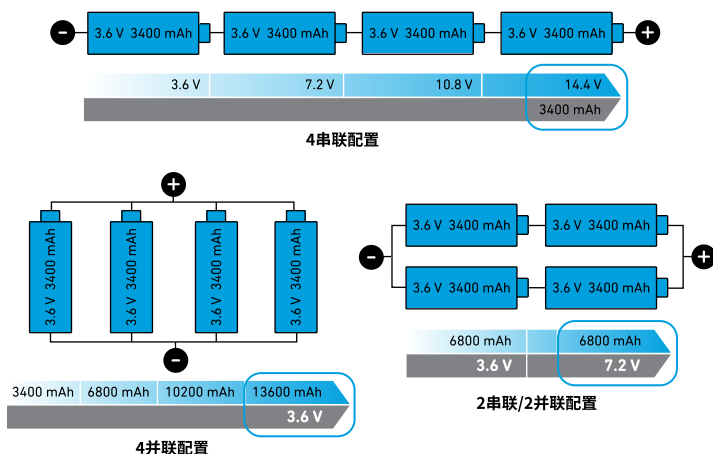 - 3.6 V 3400 mAh 3.6 V 3400 mAh 3.6 V 3400 mAh 3.6 V 3400 mAh +
3.6 V 7.2 V 10.8 V 14.4 V
3400 mAh
4串联配置
+
3.6 V 3400 mAh
3.6 V 3400 mAh
3.6 V 3400 mAh
3.6 V 3400 mAh
-
3400 mAh 6800 mAh 10200 mAh 13600 mAh
3.6 V
4并联配置
3.6 V 3400 mAh 3.6 V 3400 mAh
- +
3.6 V 3400 mAh 3.6 V 3400 mAh
6800 mAh 6800 mAh
3.6 V 7.2 V
2串联/2并联配置